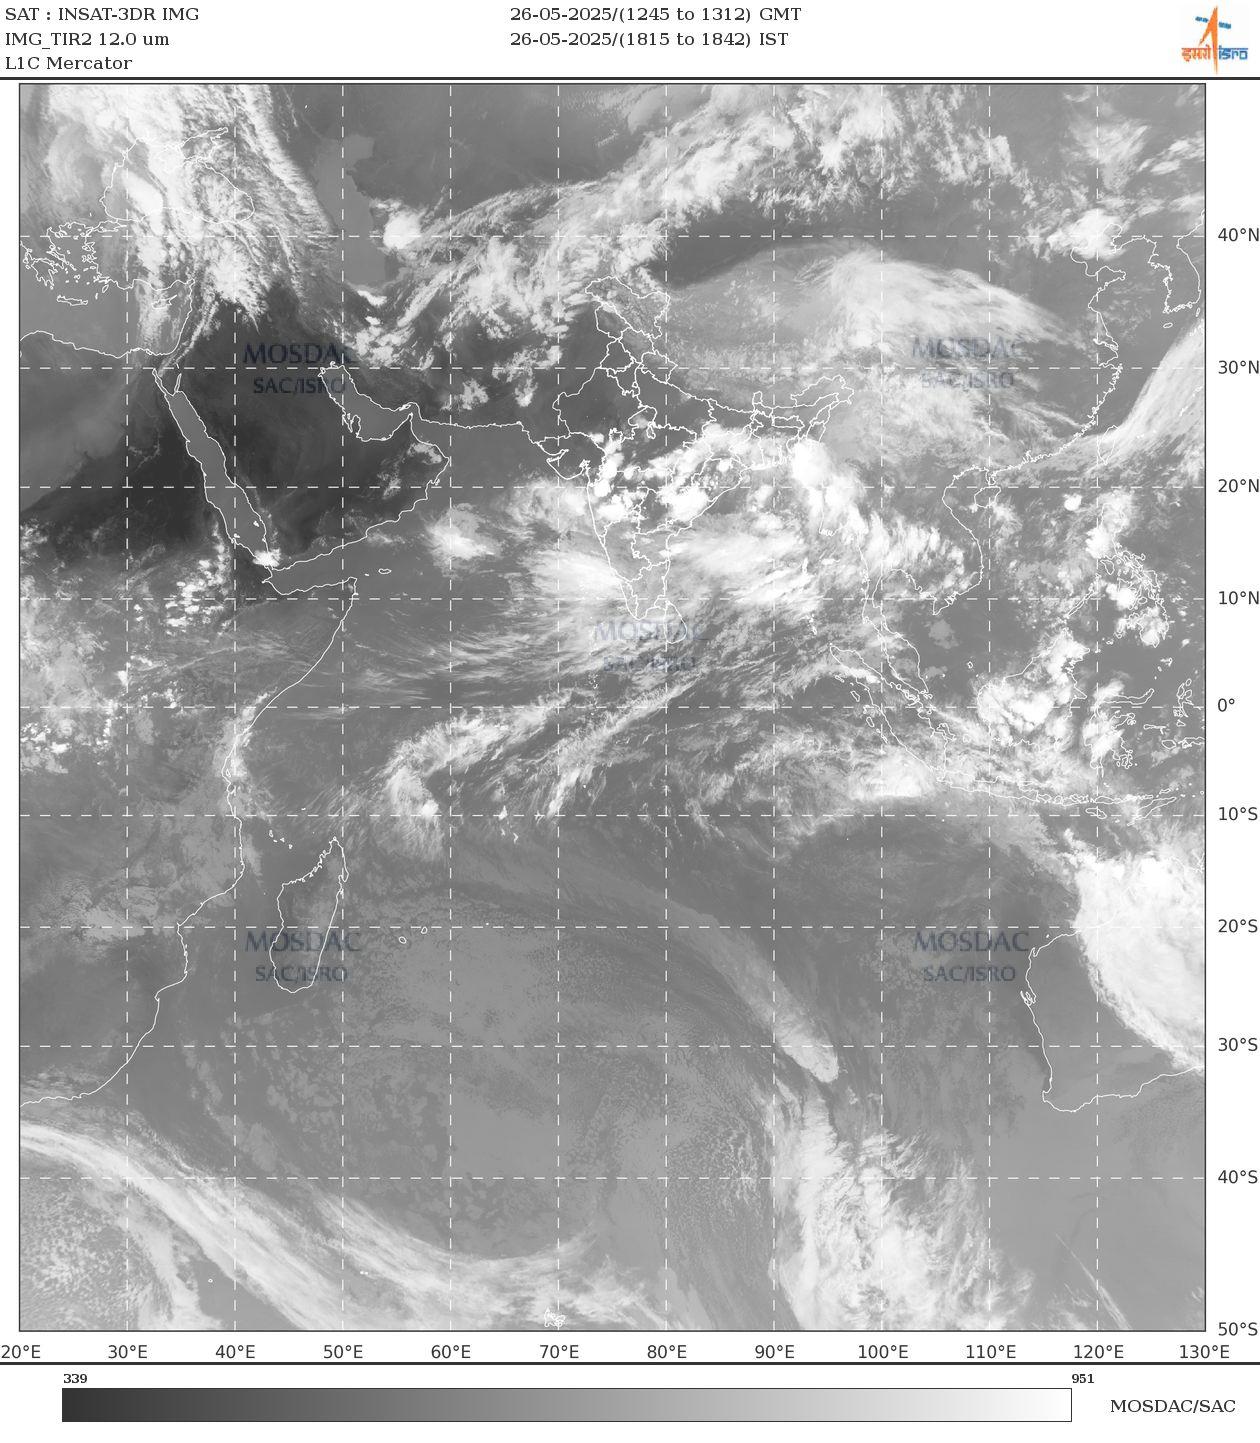 SAT : INSAT-3DR IMG
26-05-2025/(1245 to 1312) GMT
IMG_TIR2 12.0 um
26-05-2025/(1815 to 1842) IST
L1C Mercator
इसरो isro
40°N
MOSDAC
SAC/ISRO
MOSDAC
SAC/ISRO
30°N
20°N
10°N
MOSDAC
SAC/ISRO
0°
10°S
20°S
MOSDAC
SAC/ISRO
MOSDAC
SAC/ISRO
30°S
40°S
50°S
20°E 30°E 40°E 50°E 60°E 70°E 80°E 90°E 100°E 110°E 120°E 130°E
339 951
MOSDAC/SAC